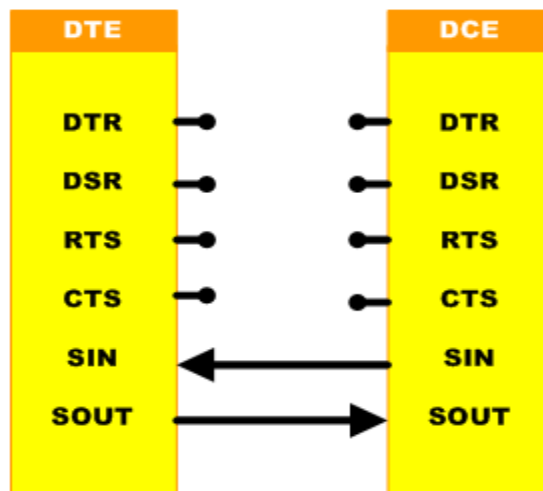 DTE DCE
DTR DTR
DSR DSR
RTS RTS
CTS CTS
SIN SIN
SOUT SOUT